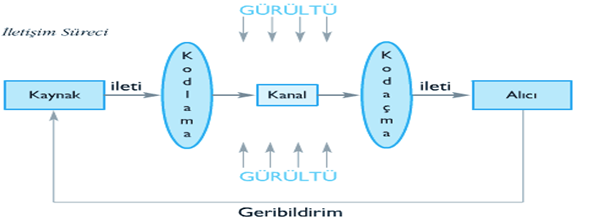 GÜRÜLTÜ
İletişim Süreci
Kaynak
ileti
Kodlama
Kanal
Kodaçma
ileti
Alıcı
GÜRÜLTÜ
Geribildirim